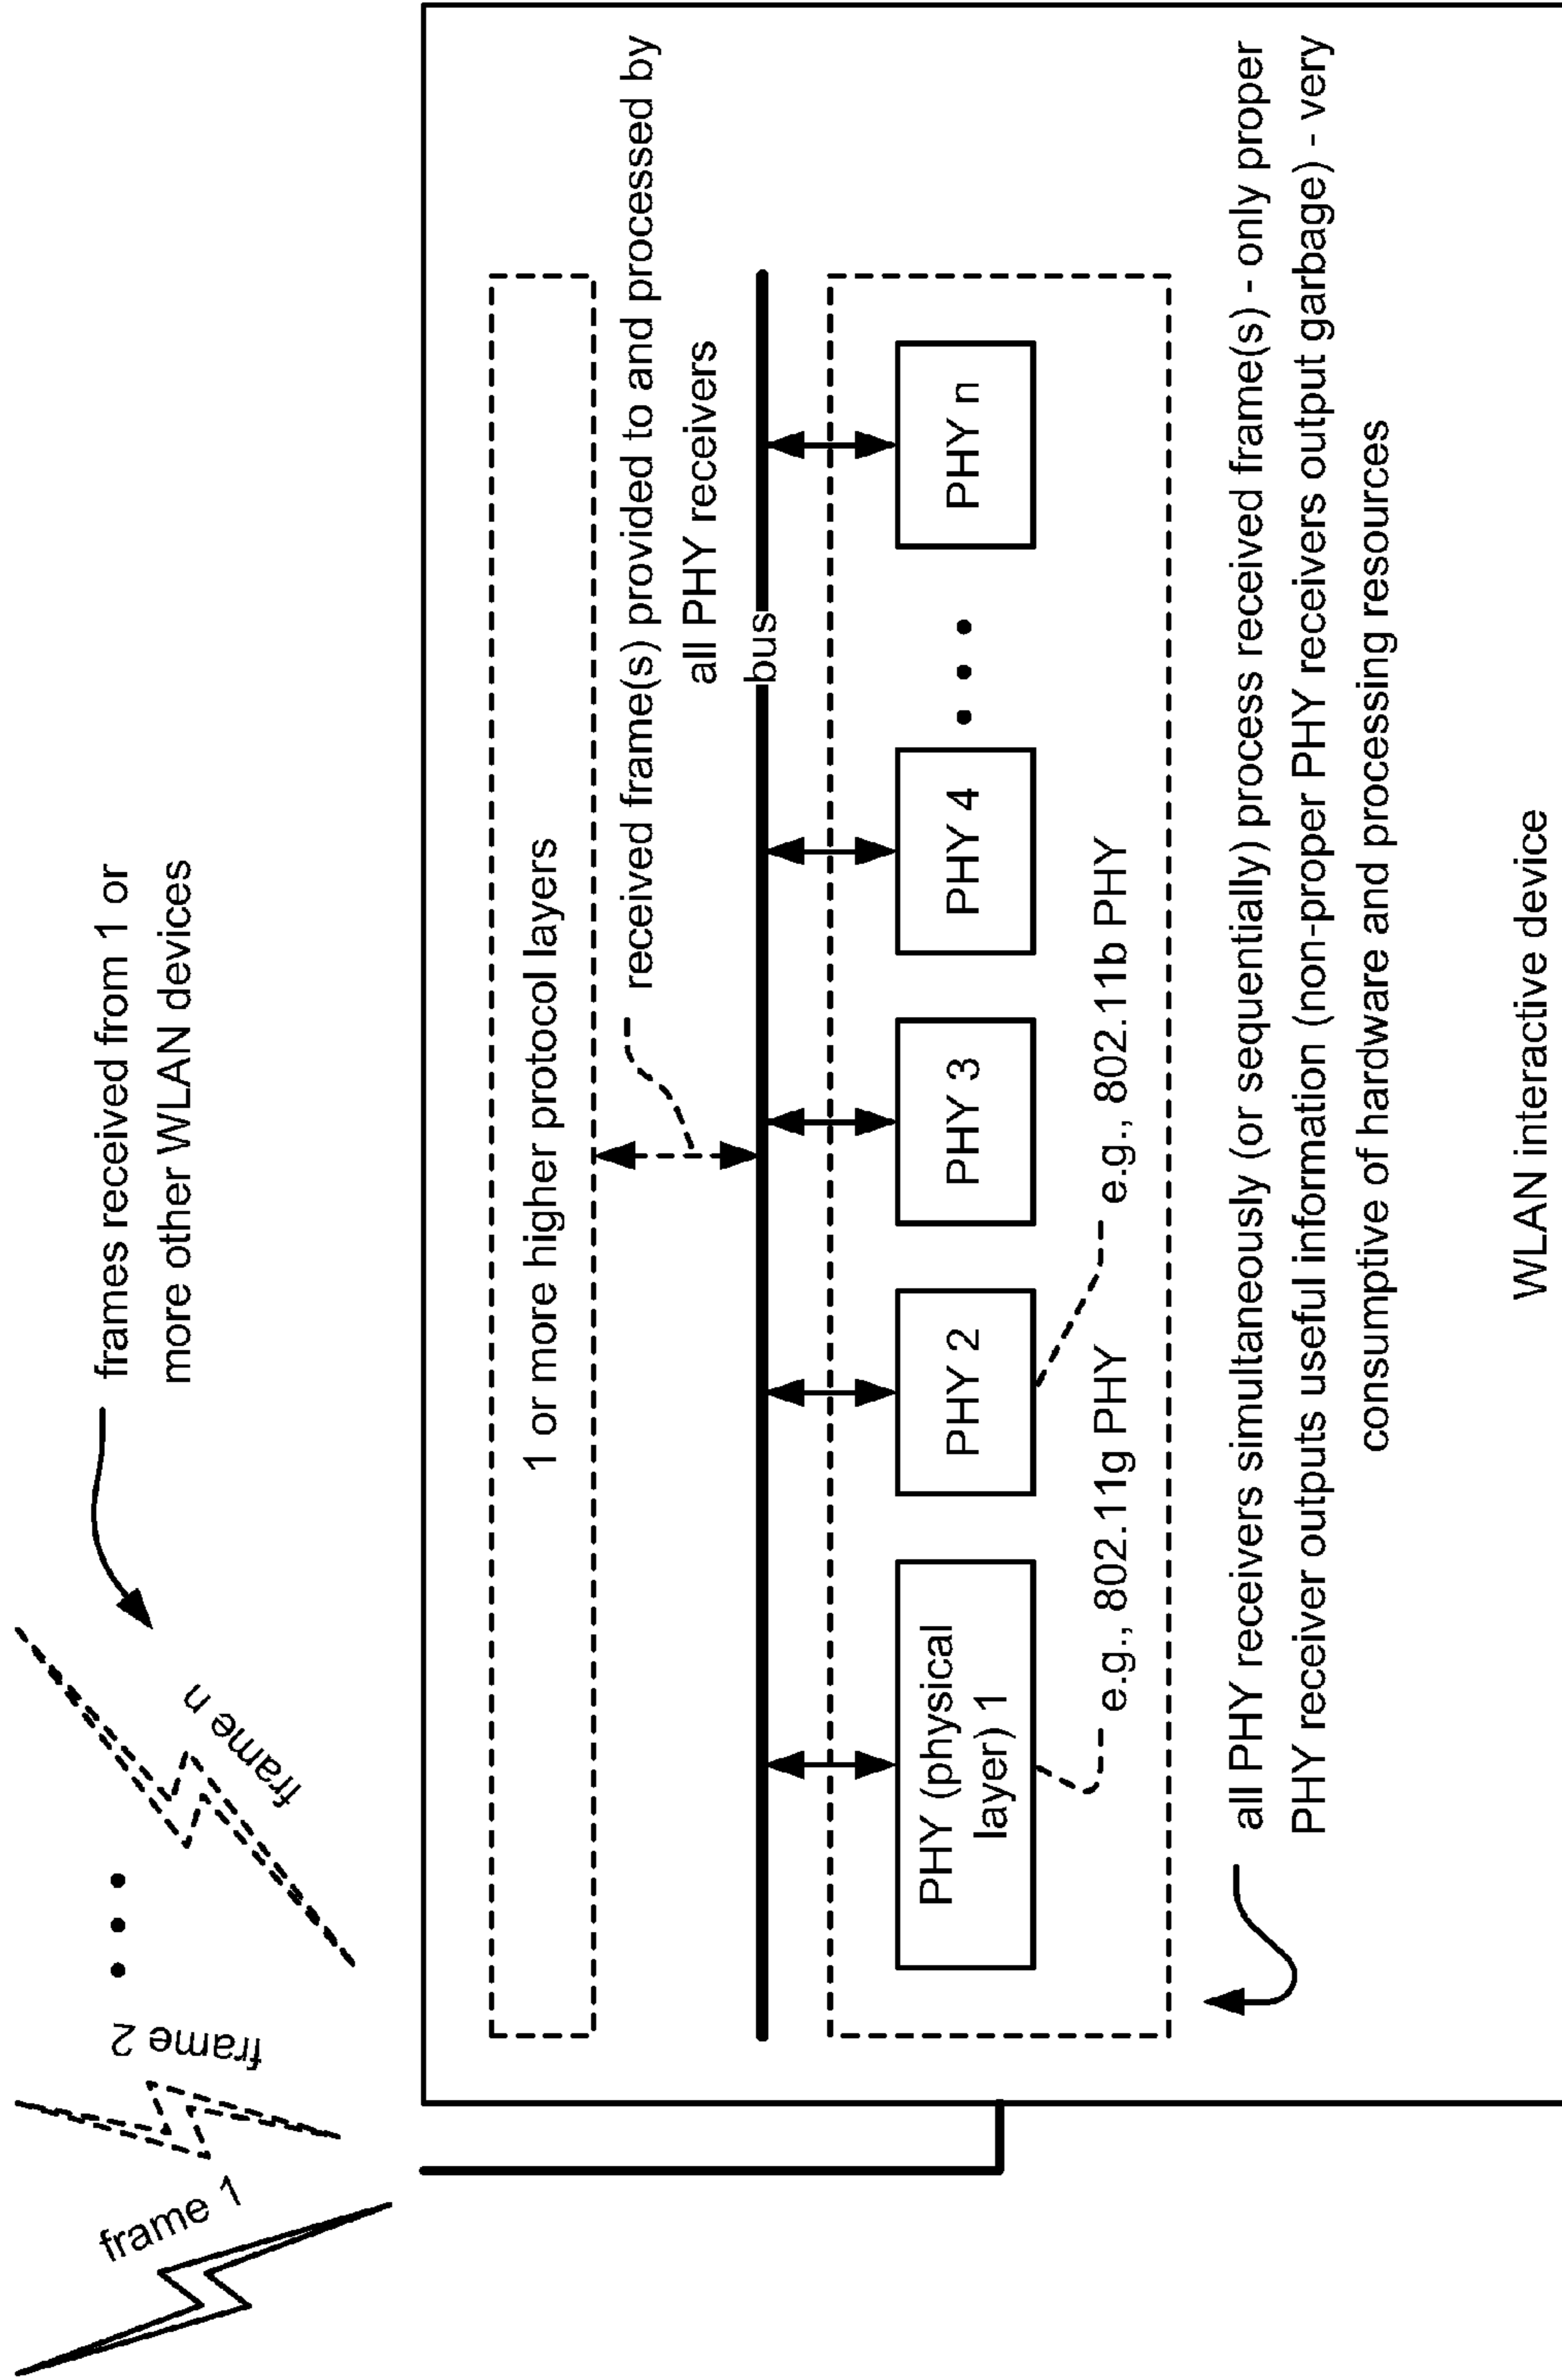 frames received from 1 or
more other WLAN devices
frame 1
frame 2
frame n
1 or more higher protocol layers
received frame(s) provided to and processed by
all PHY receivers
bus
PHY (physical
layer) 1
PHY 2
PHY 3
PHY 4
PHY n
e.g., 802.11g PHY
e.g., 802.11b PHY
all PHY receivers simultaneously (or sequentially) process received frame(s) - only proper
PHY receiver outputs useful information (non-proper PHY receivers output garbage) - very
consumptive of hardware and processing resources
WLAN interactive device